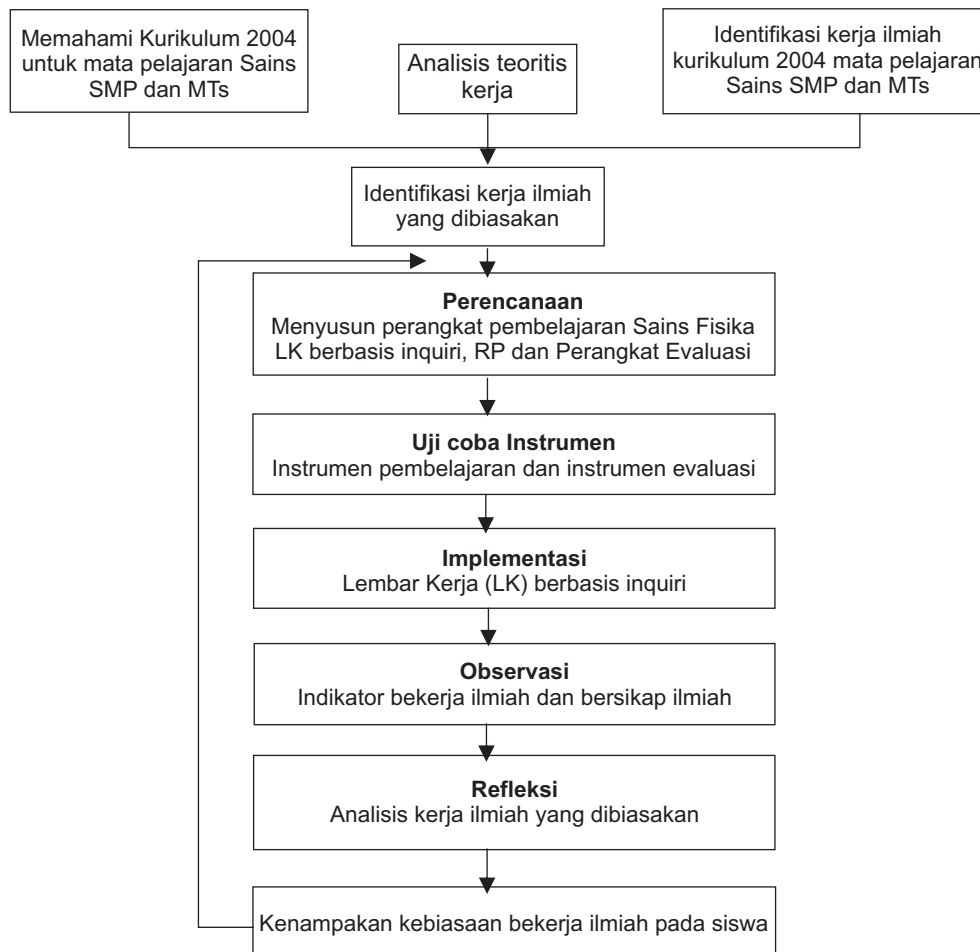 Memahami Kurikulum 2004
untuk mata pelajaran Sains
SMP dan MTs
Analisis teoritis
kerja
Identifikasi kerja ilmiah
kurikulum 2004 mata pelajaran
Sains SMP dan MTs
Identifikasi kerja ilmiah
yang dibiasakan
Perencanaan
Menyusun perangkat pembelajaran Sains Fisika
LK berbasis inquiri, RP dan Perangkat Evaluasi
Uji coba Instrumen
Instrumen pembelajaran dan instrumen evaluasi
Implementasi
Lembar Kerja (LK) berbasis inquiri
Observasi
Indikator bekerja ilmiah dan bersikap ilmiah
Refleksi
Analisis kerja ilmiah yang dibiasakan
Kenampakan kebiasaan bekerja ilmiah pada siswa